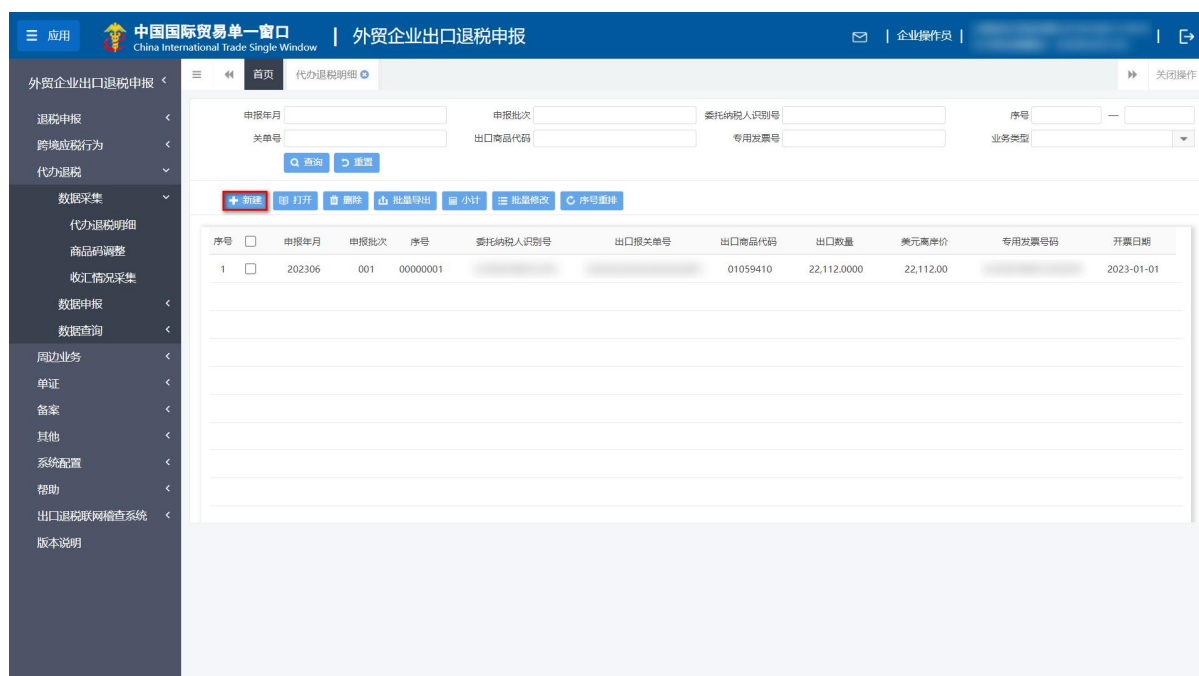 应用
中国国际贸易单一窗口
China International Trade Single Window
外贸企业出口退税申报
企业操作员
外贸企业出口退税申报
首页
代办退税明细
关闭操作
退税申报
跨境应税行为
代办退税
数据采集
代办退税明细
商品码调整
收汇情况采集
数据申报
数据查询
周边业务
单证
备案
其他
系统配置
帮助
出口退税联网稽查系统
版本说明
申报年月 申报批次 委托纳税人识别号 序号 —
关单号 出口商品代码 专用发票号 业务类型
查询 重置
新建 打开 删除 批量导出 小计 批量修改 序号重排
序号 申报年月 申报批次 序号 委托纳税人识别号 出口报关单号 出口商品代码 出口数量 美元离岸价 专用发票号码 开票日期
1 202306 001 00000001 01059410 22,112.0000 22,112.00 2023-01-01